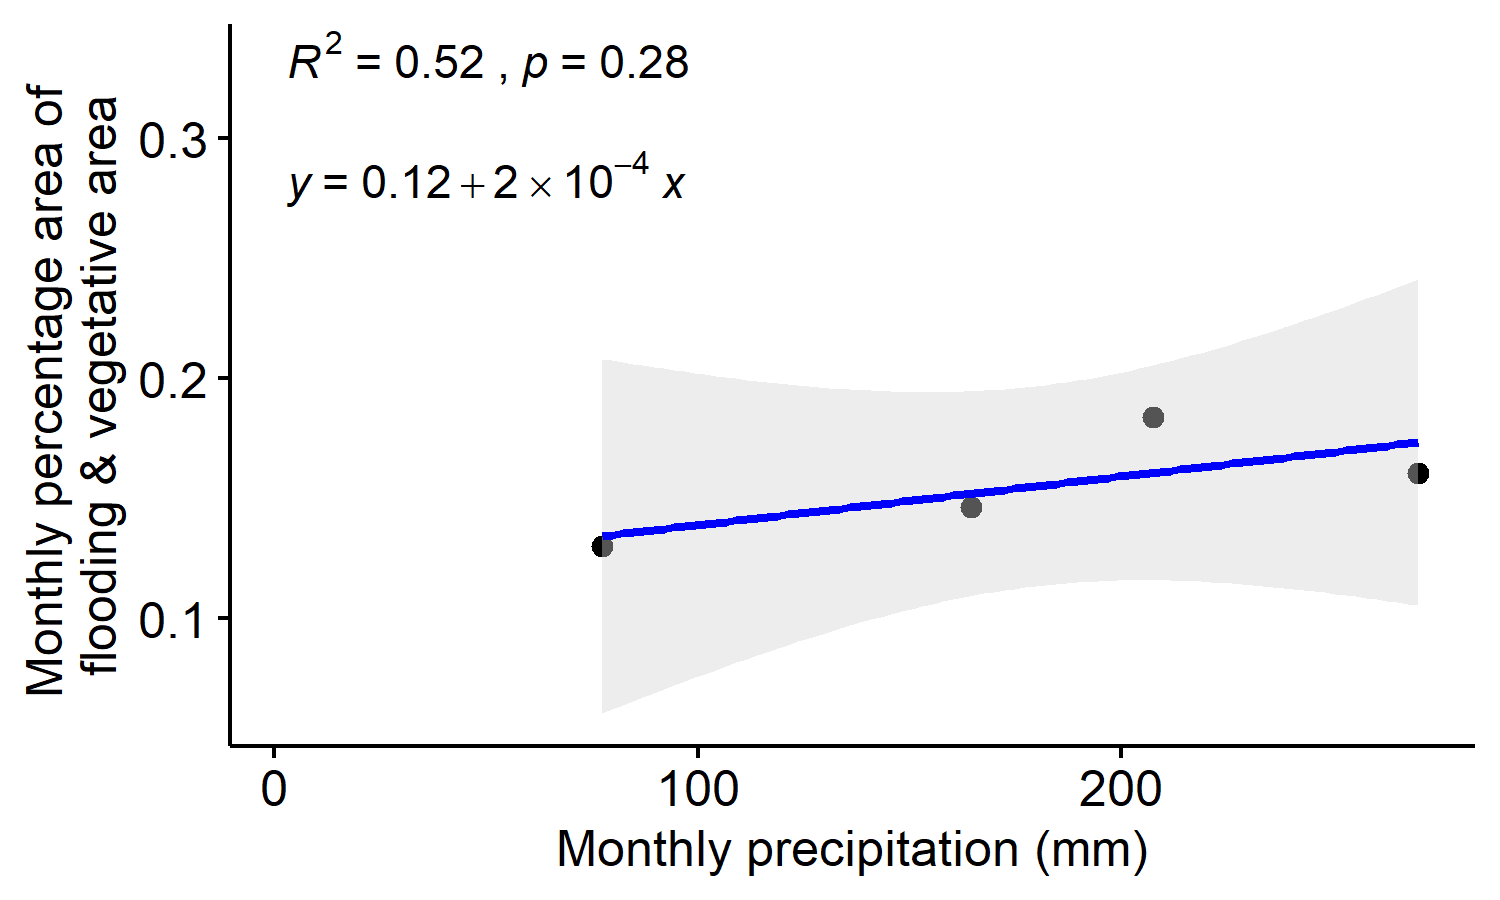 R² = 0.52 , p = 0.28
y = 0.12 + 2 × 10⁻⁴ x
Monthly percentage area of
flooding & vegetative area
0.3
0.2
0.1
0 100 200
Monthly precipitation (mm)